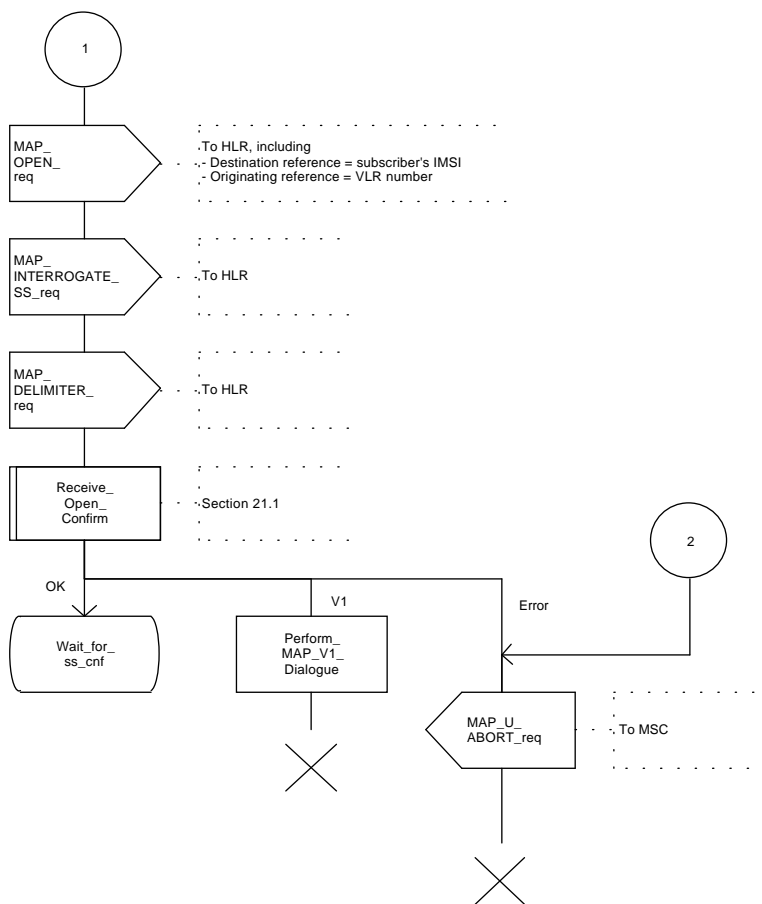 1
MAP_
OPEN_
req
To HLR, including
- Destination reference = subscriber's IMSI
- Originating reference = VLR number
MAP_
INTERROGATE_
SS_req
To HLR
MAP_
DELIMITER_
req
To HLR
Receive_
Open_
Confirm
Section 21.1
2
OK
V1
Error
Wait_for_
ss_cnf
Perform_
MAP_V1_
Dialogue
MAP_U_
ABORT_req
To MSC